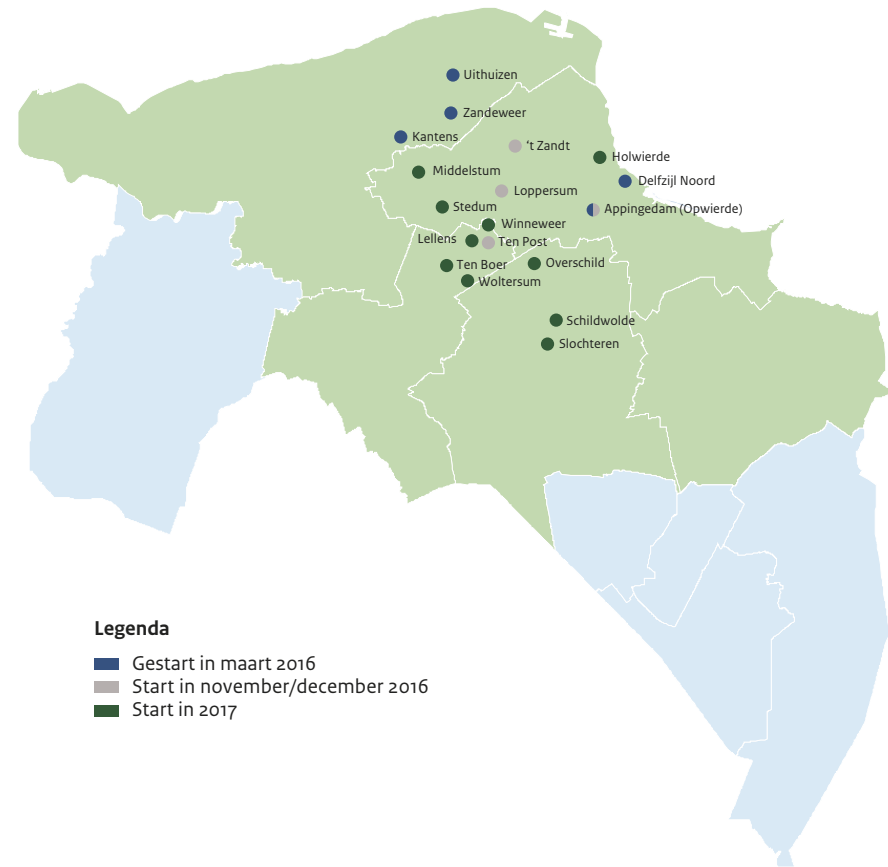 Uithuizen
Zandeweer
Kantens
't Zandt
Holwierde
Middelstum
Delfzijl Noord
Loppersum
Stedum
Appingedam (Opwierde)
Winneweer
Lellens
Ten Post
Ten Boer
Overschild
Woltersum
Schildwolde
Slochteren
Legenda
Gestart in maart 2016
Start in november/december 2016
Start in 2017